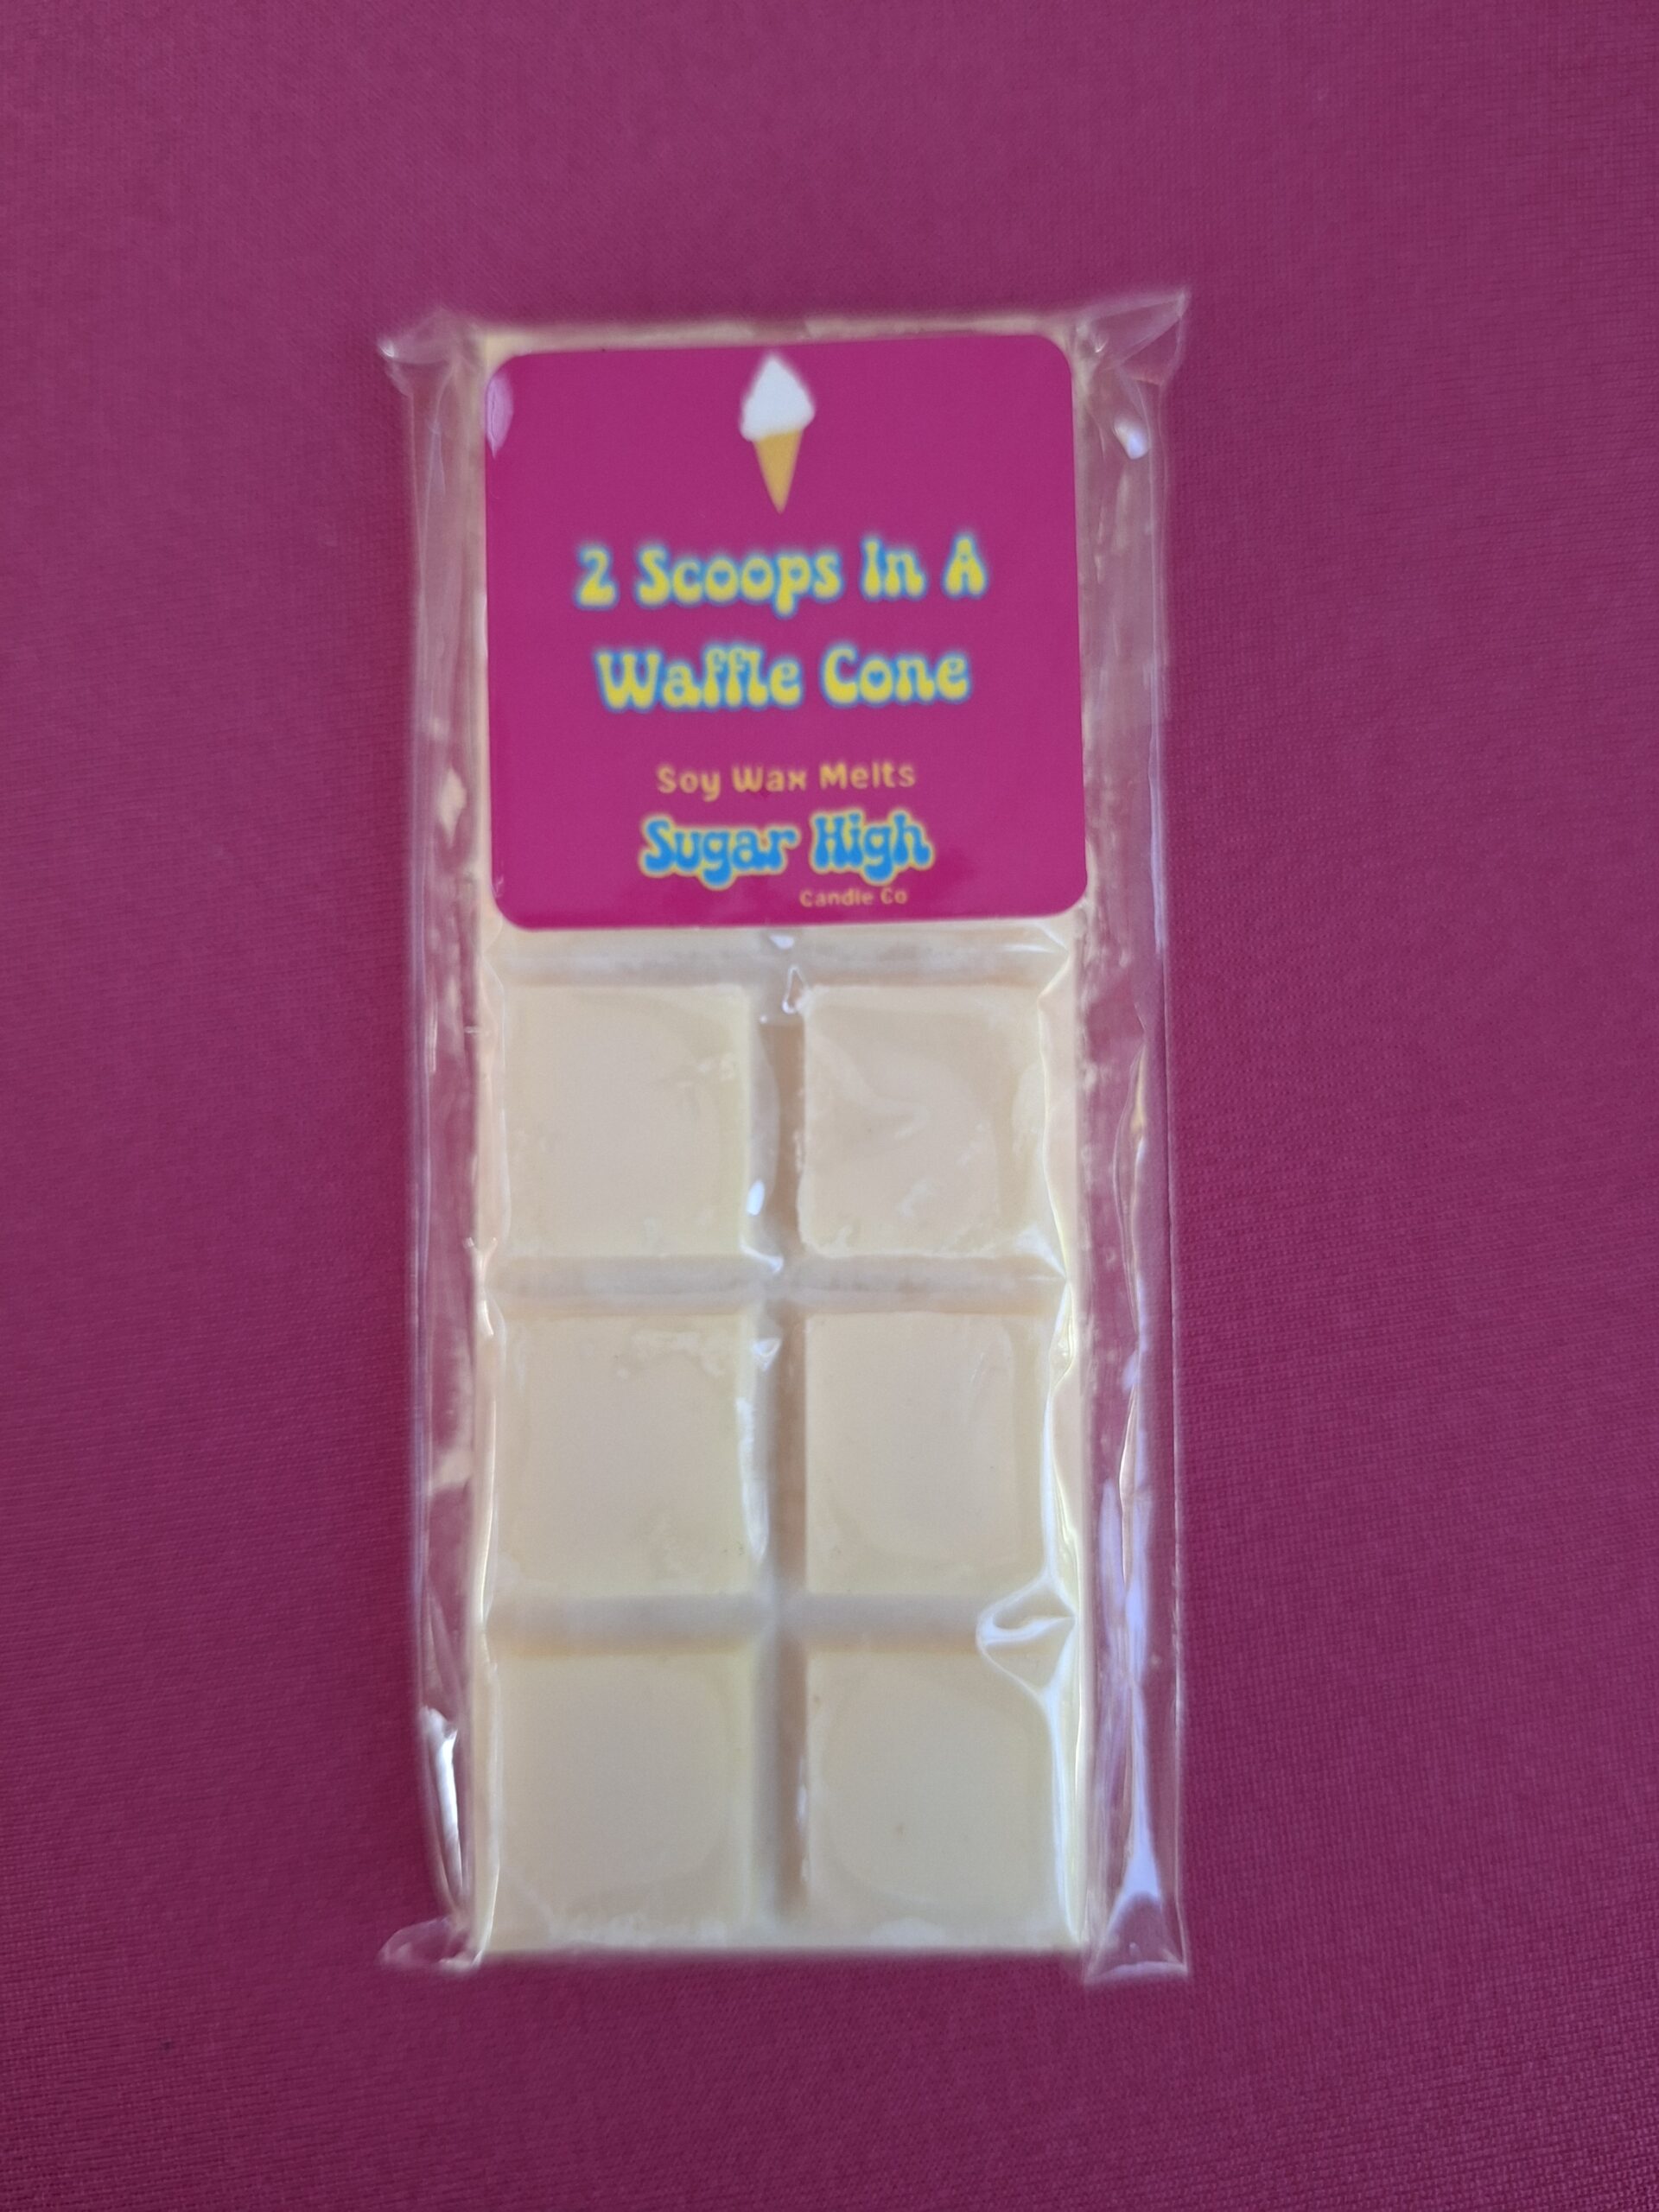 2 Scoops In A
Waffle Cone
Soy Wax Melts
Sugar High
Candle Co